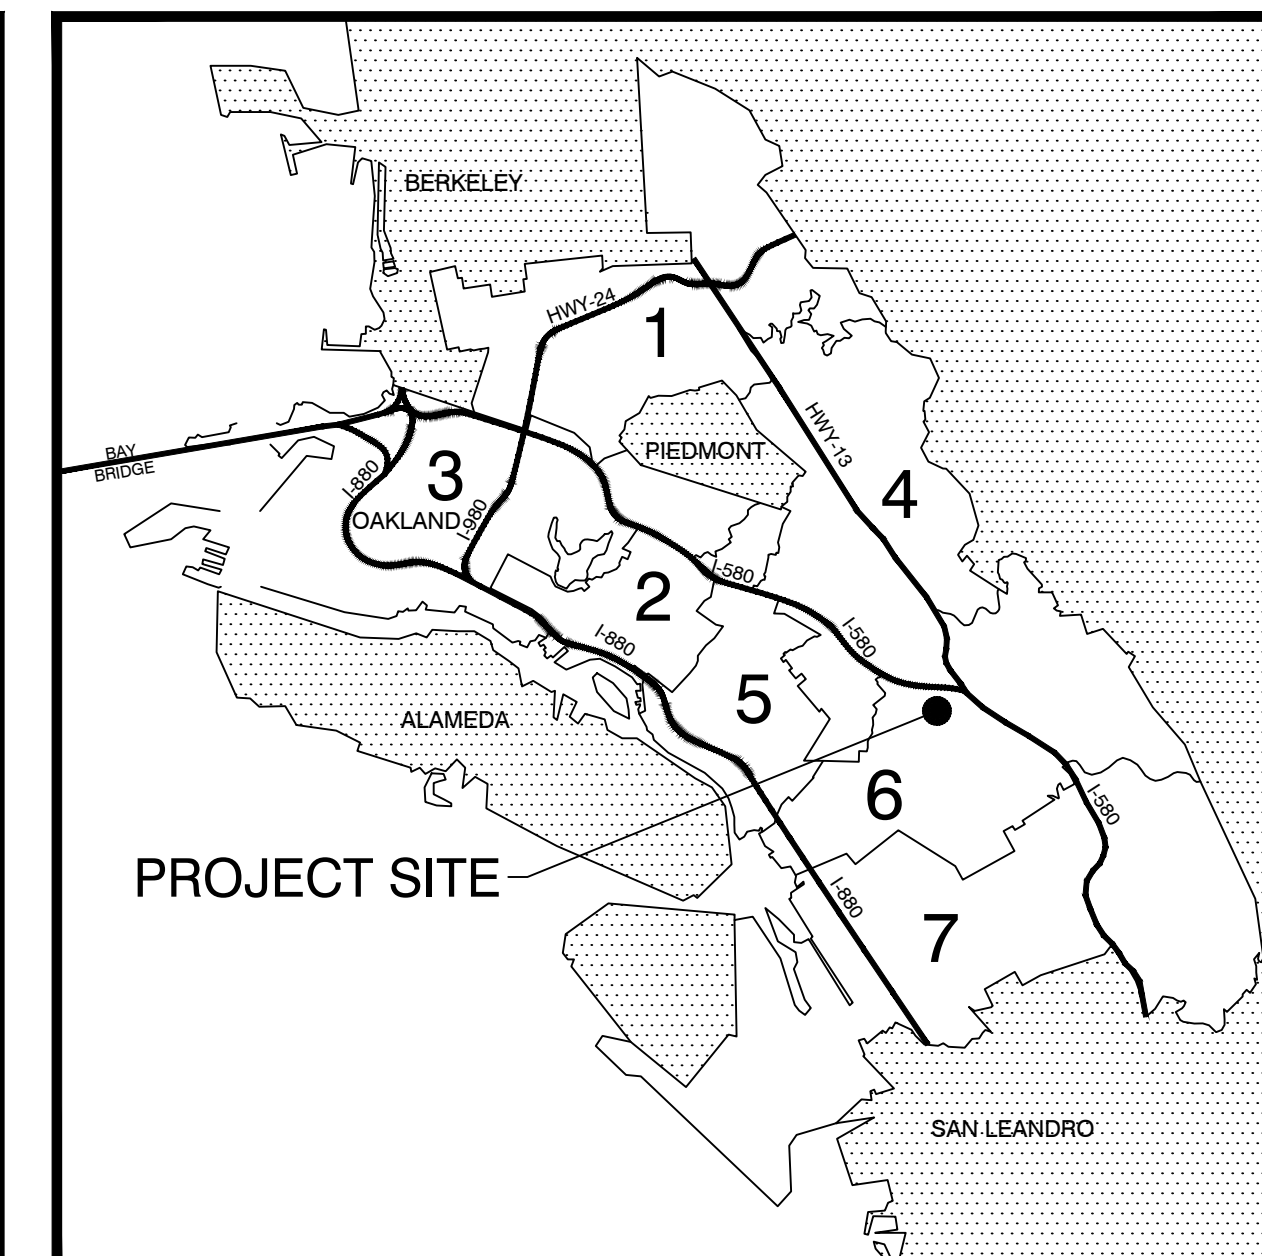 BERKELEY
HWY-24
1
PIEDMONT
HWY-13
BAY
BRIDGE
I-880
3
OAKLAND
I-980
4
I-580
2
I-880
I-580
5
ALAMEDA
6
I-580
PROJECT SITE
I-880
7
SAN LEANDRO